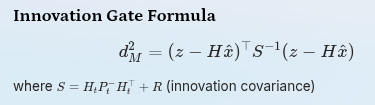 Innovation Gate Formula
d²_M = (z − Hx̂)^⊤ S⁻¹(z − Hx̂)
where S = H_t P_t^− H_t^⊤ + R (innovation covariance)